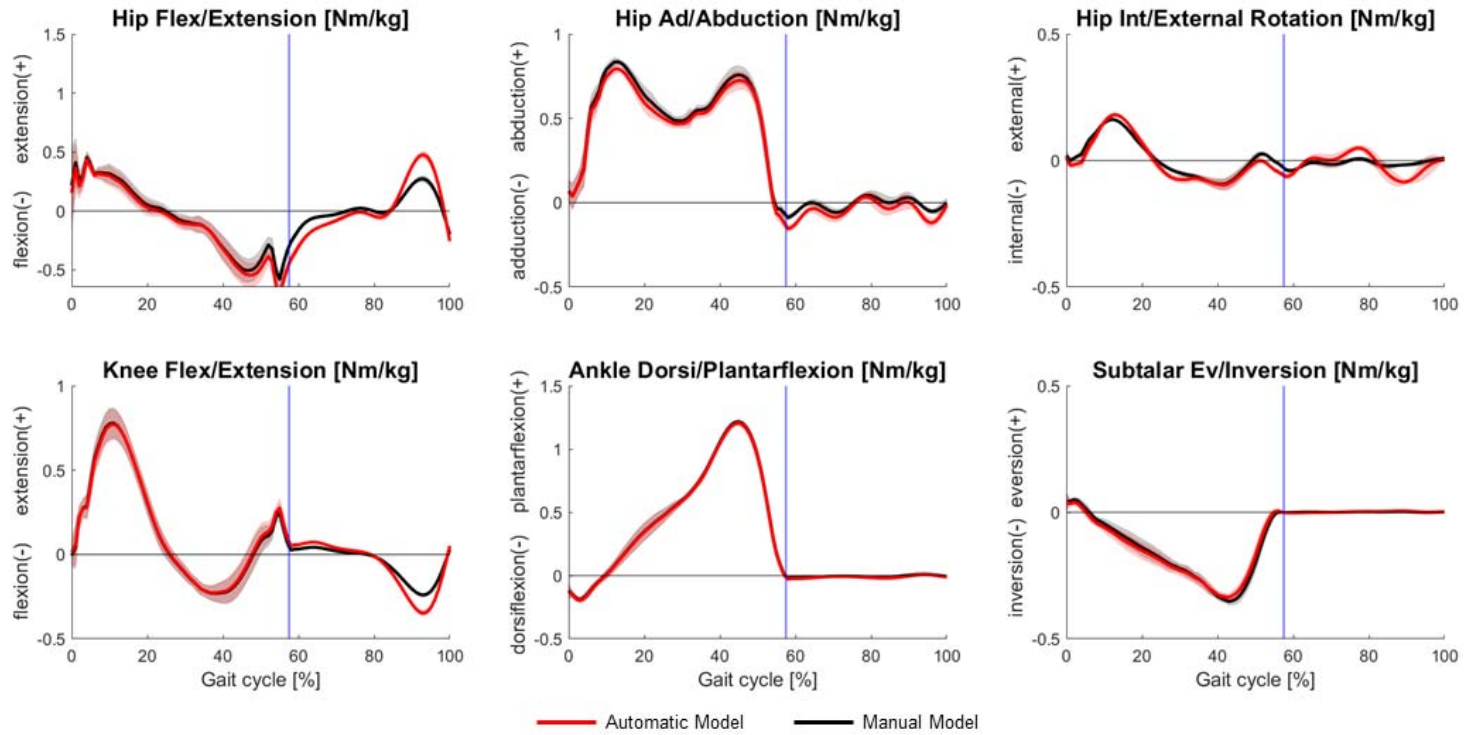 Hip Flex/Extension [Nm/kg]
Hip Ad/Abduction [Nm/kg]
Hip Int/External Rotation [Nm/kg]
flexion(-) extension(+)
1.5
1
0.5
0
-0.5
0 20 40 60 80 100
adduction(-) abduction(+)
1
0.5
0
-0.5
0 20 40 60 80 100
internal(-) external(+)
0.5
0
-0.5
0 20 40 60 80 100
Knee Flex/Extension [Nm/kg]
Ankle Dorsi/Plantarflexion [Nm/kg]
Subtalar Ev/Inversion [Nm/kg]
flexion(-) extension(+)
1
0.5
0
-0.5
0 20 40 60 80 100
Gait cycle [%]
dorsiflexion(-) plantarflexion(+)
1.5
1
0.5
0
-0.5
0 20 40 60 80 100
Gait cycle [%]
inversion(-) eversion(+)
0.5
0
-0.5
0 20 40 60 80 100
Gait cycle [%]
Automatic Model
Manual Model